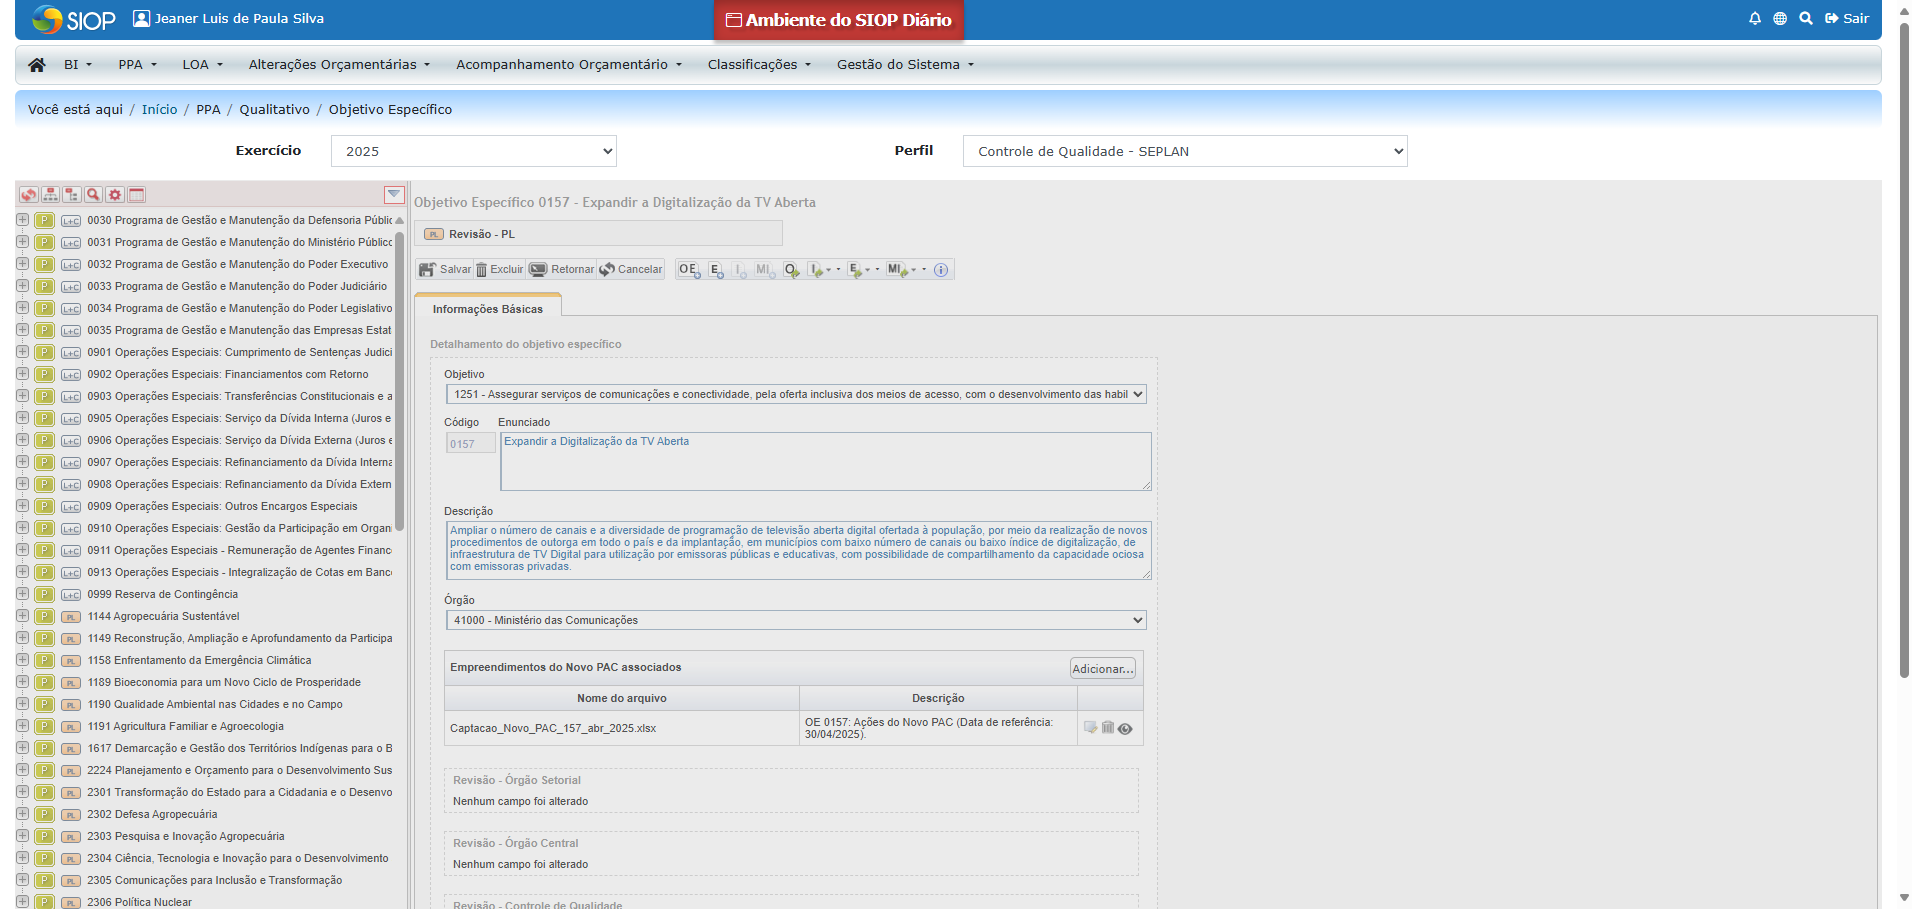 SIOP
Jeaner Luis de Paula Silva
Ambiente do SIOP Diário
Sair
BI
PPA
LOA
Alterações Orçamentárias
Acompanhamento Orçamentário
Classificações
Gestão do Sistema
Você está aqui / Início / PPA / Qualitativo / Objetivo Específico
Exercício
2025
Perfil
Controle de Qualidade - SEPLAN
P L+C 0030 Programa de Gestão e Manutenção da Defensoria Públic
P L+C 0031 Programa de Gestão e Manutenção do Ministério Público
P L+C 0032 Programa de Gestão e Manutenção do Poder Executivo
P L+C 0033 Programa de Gestão e Manutenção do Poder Judiciário
P L+C 0034 Programa de Gestão e Manutenção do Poder Legislativo
P L+C 0035 Programa de Gestão e Manutenção das Empresas Estat
P L+C 0901 Operações Especiais: Cumprimento de Sentenças Judici
P L+C 0902 Operações Especiais: Financiamentos com Retorno
P L+C 0903 Operações Especiais: Transferências Constitucionais e a
P L+C 0905 Operações Especiais: Serviço da Dívida Interna (Juros e
P L+C 0906 Operações Especiais: Serviço da Dívida Externa (Juros e
P L+C 0907 Operações Especiais: Refinanciamento da Dívida Interna
P L+C 0908 Operações Especiais: Refinanciamento da Dívida Extern
P L+C 0909 Operações Especiais: Outros Encargos Especiais
P L+C 0910 Operações Especiais: Gestão da Participação em Organi
P L+C 0911 Operações Especiais - Remuneração de Agentes Financ
P L+C 0913 Operações Especiais - Integralização de Cotas em Banc
P L+C 0999 Reserva de Contingência
P PL 1144 Agropecuária Sustentável
P PL 1149 Reconstrução, Ampliação e Aprofundamento da Participa
P PL 1158 Enfrentamento da Emergência Climática
P PL 1189 Bioeconomia para um Novo Ciclo de Prosperidade
P PL 1190 Qualidade Ambiental nas Cidades e no Campo
P PL 1191 Agricultura Familiar e Agroecologia
P PL 1617 Demarcação e Gestão dos Territórios Indígenas para o B
P PL 2224 Planejamento e Orçamento para o Desenvolvimento Sus
P PL 2301 Transformação do Estado para a Cidadania e o Desenvo
P PL 2302 Defesa Agropecuária
P PL 2303 Pesquisa e Inovação Agropecuária
P PL 2304 Ciência, Tecnologia e Inovação para o Desenvolvimento
P PL 2305 Comunicações para Inclusão e Transformação
P PL 2306 Política Nuclear
Objetivo Específico 0157 - Expandir a Digitalização da TV Aberta
PL Revisão - PL
Salvar Excluir Retornar Cancelar OE E I MI O I E MI
Informações Básicas
Detalhamento do objetivo específico
Objetivo
1251 - Assegurar serviços de comunicações e conectividade, pela oferta inclusiva dos meios de acesso, com o desenvolvimento das habil
Código Enunciado
0157 Expandir a Digitalização da TV Aberta
Descrição
Ampliar o número de canais e a diversidade de programação de televisão aberta digital ofertada à população, por meio da realização de novos
procedimentos de outorga em todo o país e da implantação, em municípios com baixo número de canais ou baixo índice de digitalização, de
infraestrutura de TV Digital para utilização por emissoras públicas e educativas, com possibilidade de compartilhamento da capacidade ociosa
com emissoras privadas.
Órgão
41000 - Ministério das Comunicações
Empreendimentos do Novo PAC associados
Adicionar...
Nome do arquivo Descrição
Captacao_Novo_PAC_157_abr_2025.xlsx
OE 0157: Ações do Novo PAC (Data de referência:
30/04/2025).
Revisão - Órgão Setorial
Nenhum campo foi alterado
Revisão - Órgão Central
Nenhum campo foi alterado
Revisão - Controle de Qualidade